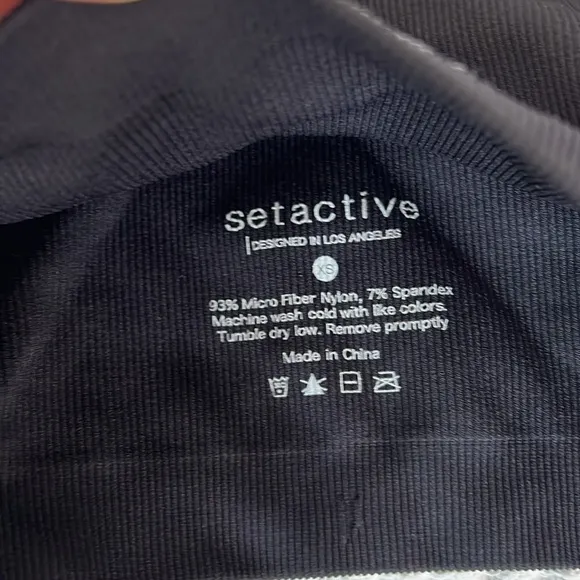 setactive
DESIGNED IN LOS ANGELES
XS
93% Micro Fiber Nylon, 7% Spandex
Machine wash cold with like colors.
Tumble dry low. Remove promptly
Made in China